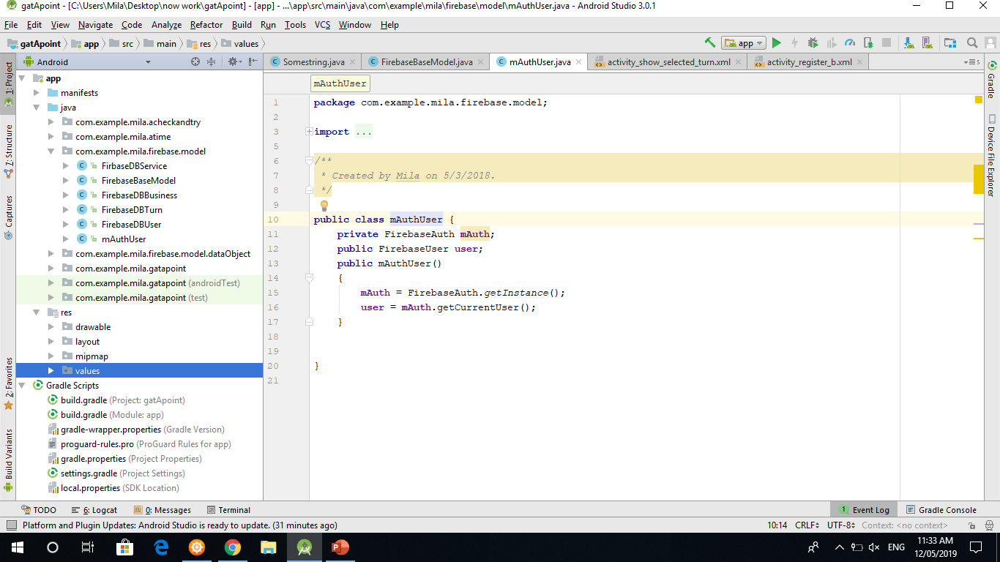 gatApoint - [C:\Users\Mila\Desktop\now work\gatApoint] - [app] - ...\app\src\main\java\com\example\mila\firebase\model\mAuthUser.java - Android Studio 3.0.1
File Edit View Navigate Code Analyze Refactor Build Run Tools VCS Window Help
gatApoint app src main res values
app
1: Project
7: Structure
Captures
2: Favorites
Build Variants
Android
app
manifests
java
com.example.mila.acheckandtry
com.example.mila.atime
com.example.mila.firebase.model
FirbaseDBService
FirebaseBaseModel
FirebaseDBBusiness
FirebaseDBTurn
FirebaseDBUser
mAuthUser
com.example.mila.firebase.model.dataObject
com.example.mila.gatapoint
com.example.mila.gatapoint (androidTest)
com.example.mila.gatapoint (test)
res
drawable
layout
mipmap
values
Gradle Scripts
build.gradle (Project: gatApoint)
build.gradle (Module: app)
gradle-wrapper.properties (Gradle Version)
proguard-rules.pro (ProGuard Rules for app)
gradle.properties (Project Properties)
settings.gradle (Project Settings)
local.properties (SDK Location)
Somestring.java FirebaseBaseModel.java mAuthUser.java activity_show_selected_turn.xml activity_register_b.xml
5
mAuthUser
1 package com.example.mila.firebase.model;
2
3 import ...
5
6 /**
7 * Created by Mila on 5/3/2018.
8 */
9
10 public class mAuthUser {
11 private FirebaseAuth mAuth;
12 public FirebaseUser user;
13 public mAuthUser()
14 {
15 mAuth = FirebaseAuth.getInstance();
16 user = mAuth.getCurrentUser();
17 }
18
19
20 }
21
Gradle
Device File Explorer
TODO 6: Logcat 0: Messages Terminal 1 Event Log Gradle Console
Platform and Plugin Updates: Android Studio is ready to update. (31 minutes ago) 10:14 CRLF UTF-8 Context: <no context>
ENG
11:33 AM
12/05/2019